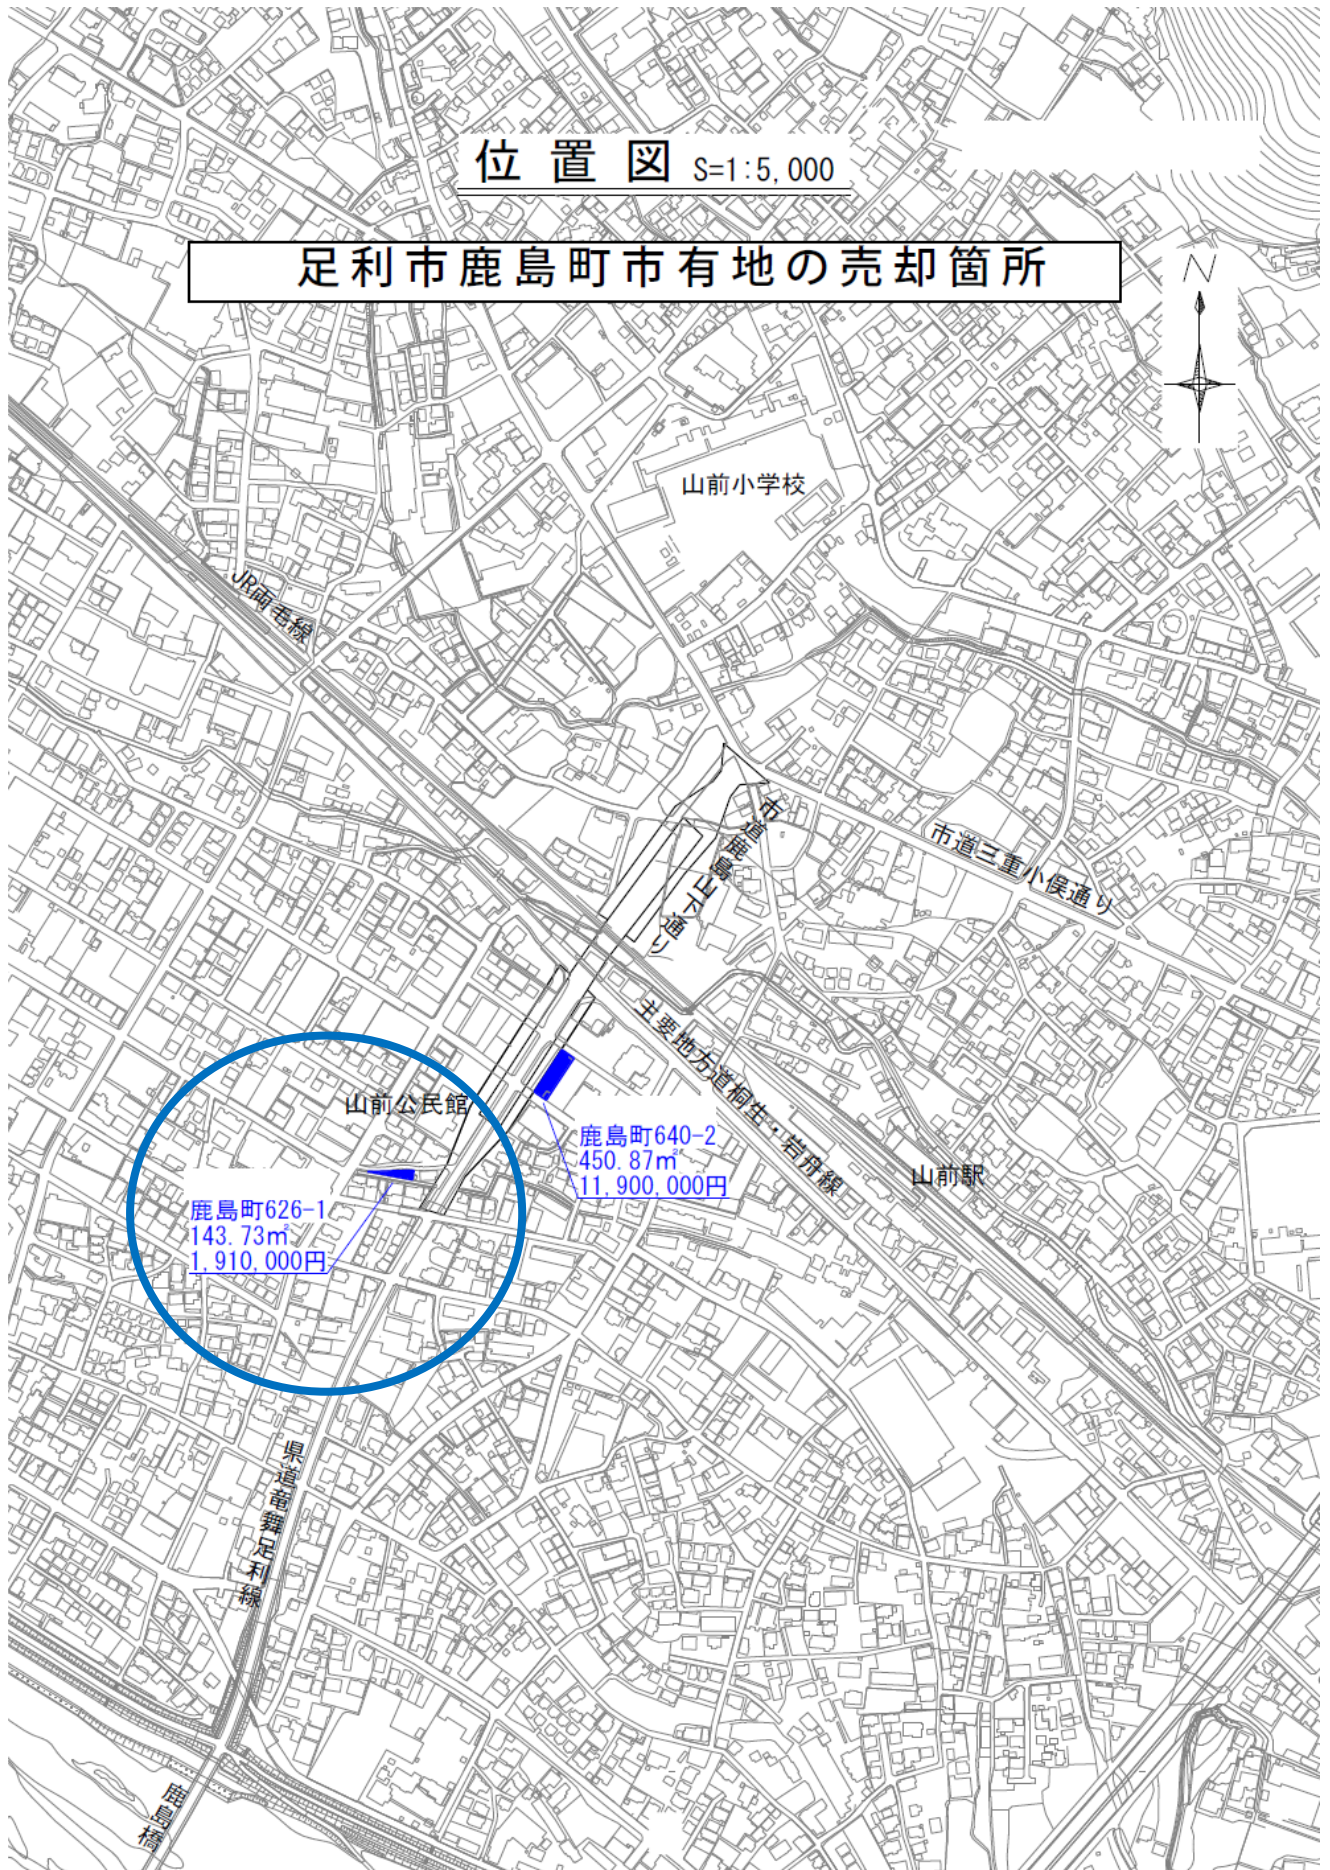 位置図 S=1:5,000
足利市鹿島町市有地の売却箇所
N
山前小学校
JR両毛線
市道鹿島山下通り
市道三重小俣通り
主要地方道桐生・岩舟線
山前公民館
鹿島町640-2
450.87㎡
11,900,000円
山前駅
鹿島町626-1
143.73㎡
1,910,000円
県道竜舞足利線
鹿島橋